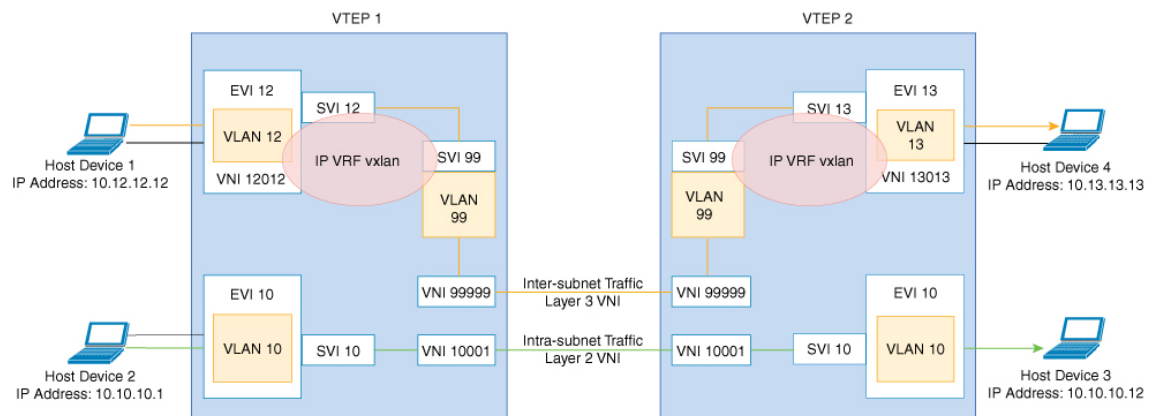 VTEP 1
VTEP 2
EVI 12
SVI 12
VLAN 12
IP VRF vxlan
SVI 99
VNI 12012
VLAN
99
VNI 99999
Host Device 1
IP Address: 10.12.12.12
SVI 13
EVI 13
SVI 99
IP VRF vxlan
VLAN
13
VNI 13013
VLAN
99
VNI 99999
Host Device 4
IP Address: 10.13.13.13
Inter-subnet Traffic
Layer 3 VNI
EVI 10
VLAN 10
SVI 10
VNI 10001
Intra-subnet Traffic
Layer 2 VNI
VNI 10001
SVI 10
EVI 10
VLAN 10
Host Device 2
IP Address: 10.10.10.1
Host Device 3
IP Address: 10.10.10.12